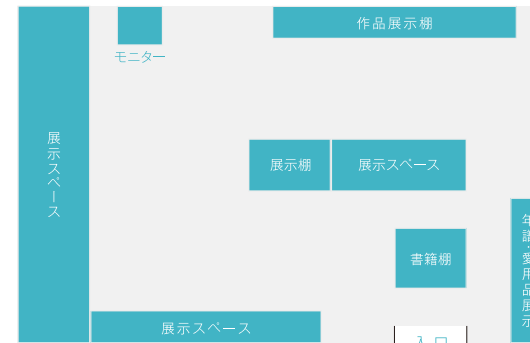 作品展示棚
モニター
展示スペース
展示棚
展示スペース
書籍棚
年譜・愛用品展示
展示スペース
入口